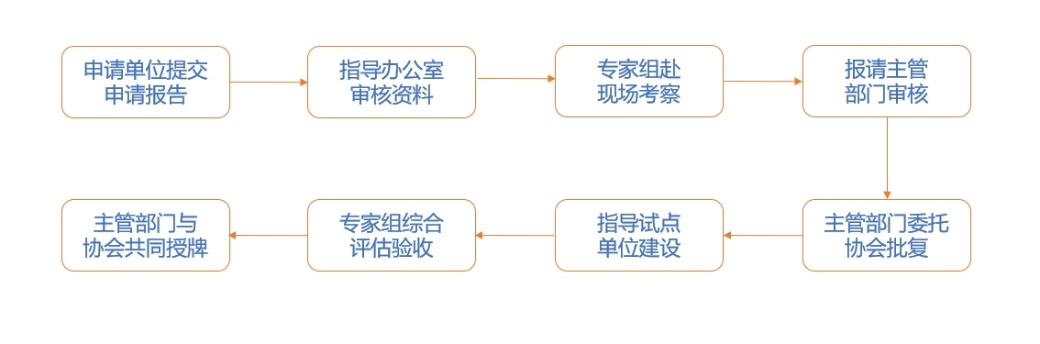 申请单位提交
申请报告
指导办公室
审核资料
专家组赴
现场考察
报请主管
部门审核
主管部门委托
协会批复
指导试点
单位建设
专家组综合
评估验收
主管部门与
协会共同授牌